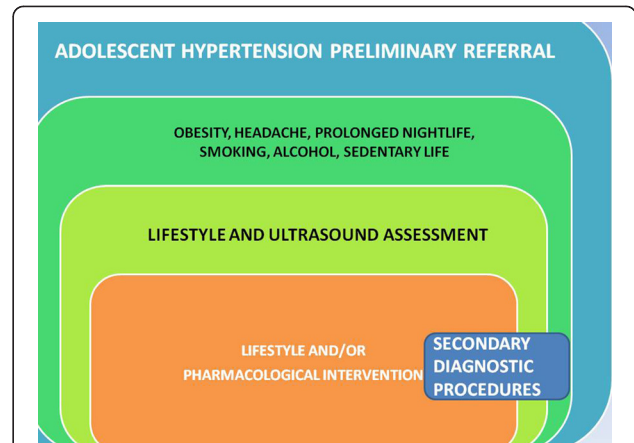 ADOLESCENT HYPERTENSION PRELIMINARY REFERRAL
OBESITY, HEADACHE, PROLONGED NIGHTLIFE,
SMOKING, ALCOHOL, SEDENTARY LIFE
LIFESTYLE AND ULTRASOUND ASSESSMENT
LIFESTYLE AND/OR
PHARMACOLOGICAL INTERVENTION
SECONDARY
DIAGNOSTIC
PROCEDURES